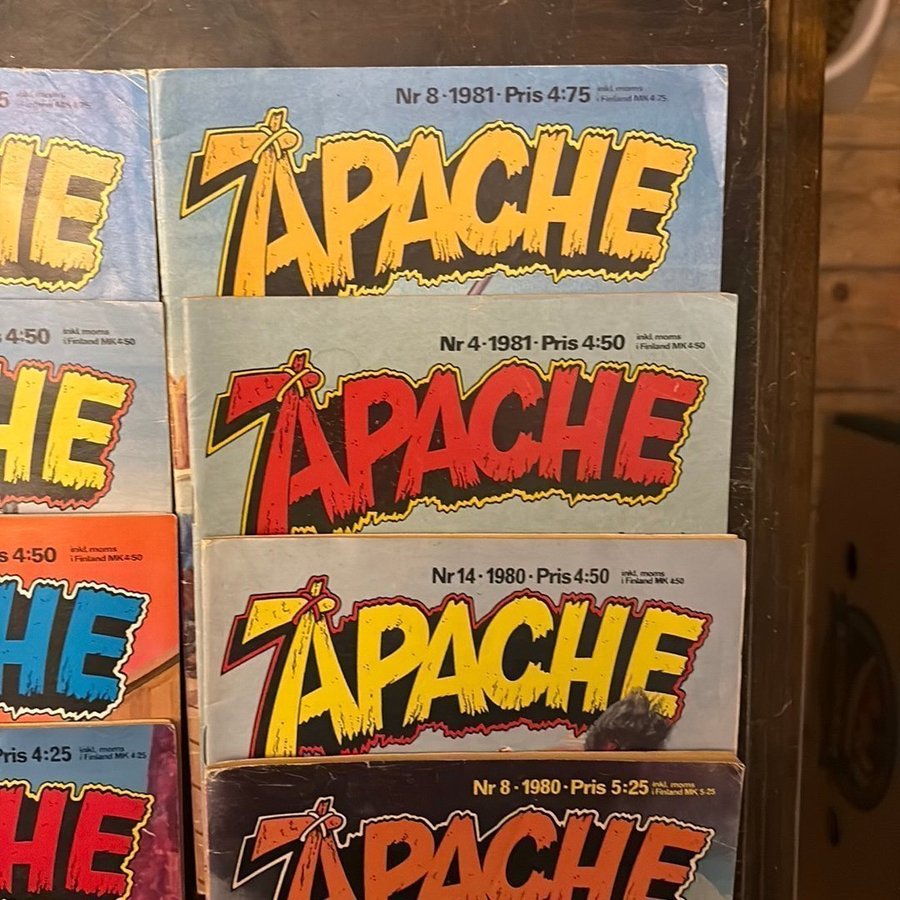 Nr 8 · 1981 · Pris 4:75 inkl. moms
i Finland MK 4:75
APACHE
Nr 4 · 1981 · Pris 4:50 inkl. moms
i Finland MK 4:50
APACHE
Nr 14 · 1980 · Pris 4:50 inkl. moms
i Finland MK 4:50
APACHE
Nr 8 · 1980 · Pris 5:25 inkl. moms
i Finland MK 5:25
APACHE
5
HE
s 4:50 inkl. moms
i Finland MK 4:50
HE
s 4:50 inkl. moms
i Finland MK 4:50
HE
Pris 4:25 inkl. moms
i Finland MK 4:25
HE